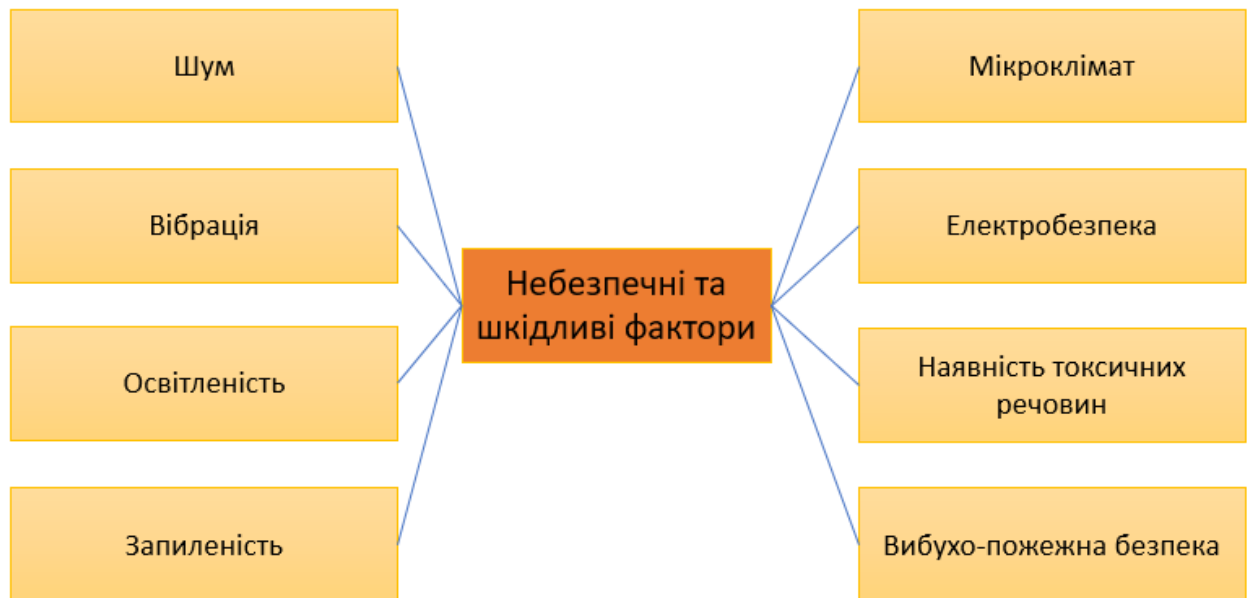 Шум
Вібрація
Освітленість
Запиленість
Небезпечні та
шкідливі фактори
Мікроклімат
Електробезпека
Наявність токсичних
речовин
Вибухо-пожежна безпека